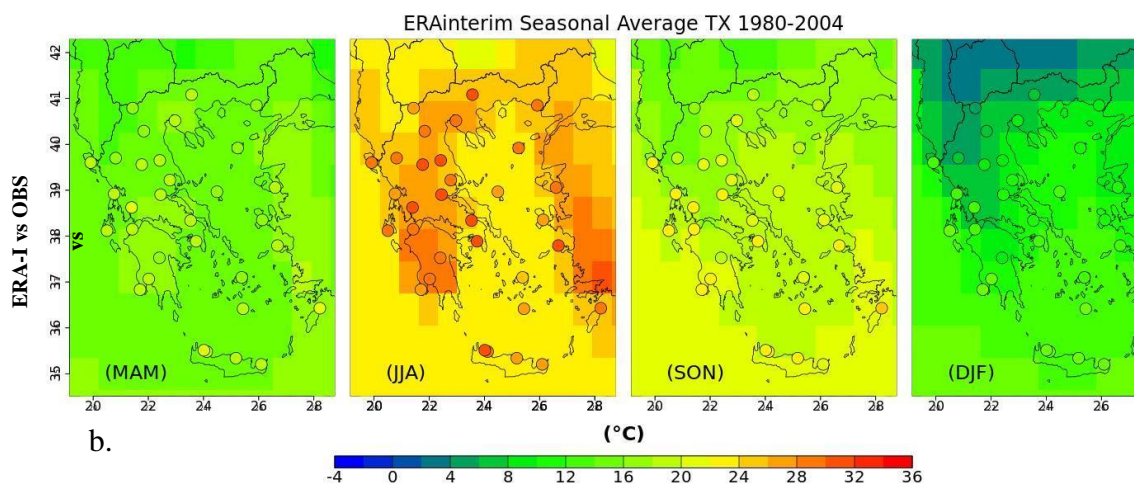 ERAinterim Seasonal Average TX 1980-2004
ERA-I vs OBS
vs
42
41
40
39
38
37
36
35
(MAM) (JJA) (SON) (DJF)
20 22 24 26 28 20 22 24 26 28 20 22 24 26 28 20 22 24 26
(°C)
b.
-4 0 4 8 12 16 20 24 28 32 36